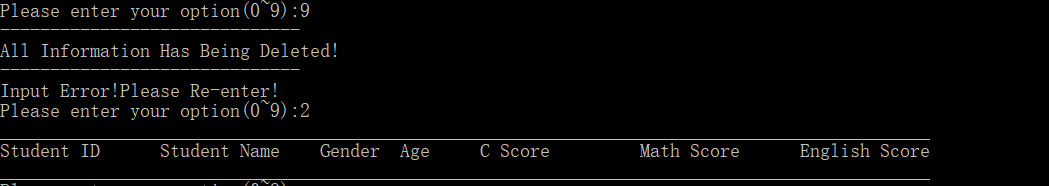 Please enter your option(0~9):9
------------------------------
All Information Has Being Deleted!
------------------------------
Input Error!Please Re-enter!
Please enter your option(0~9):2
Student ID Student Name Gender Age C Score Math Score English Score